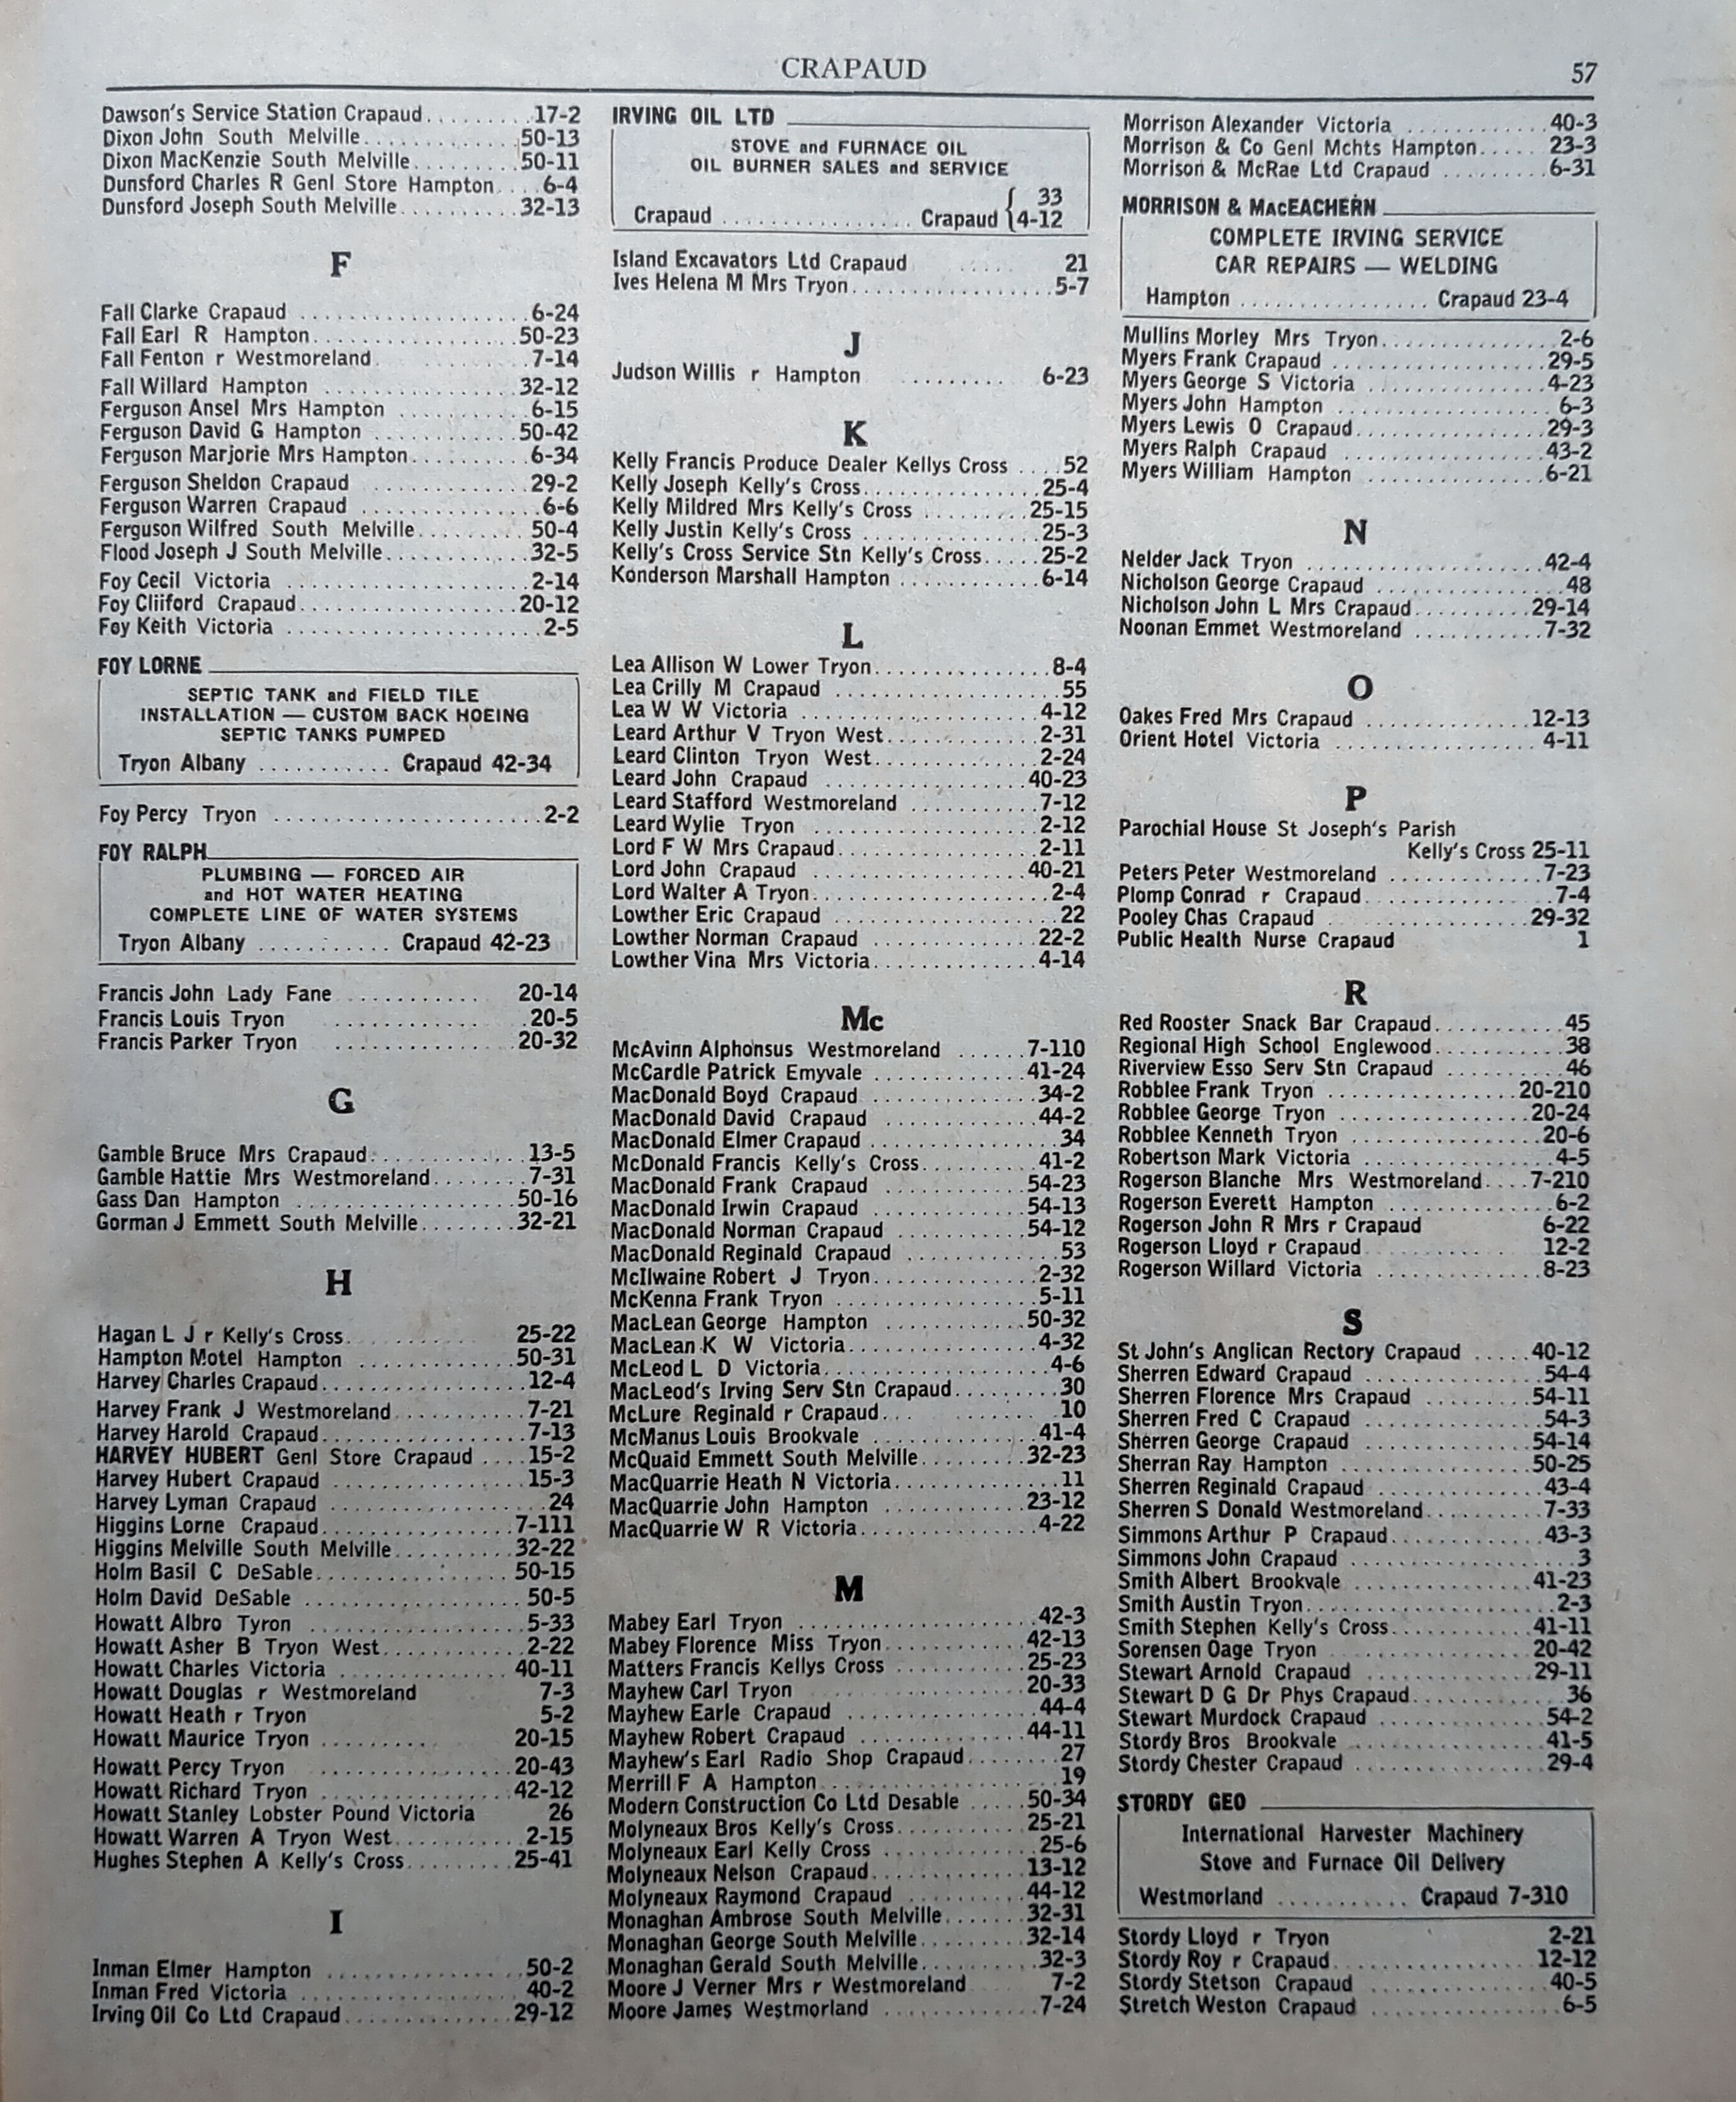 CRAPAUD
57
Dawson's Service Station Crapaud.........17-2
Dixon John South Melville.............50-13
Dixon MacKenzie South Melville.........50-11
Dunsford Charles R Genl Store Hampton....6-4
Dunsford Joseph South Melville..........32-13
F
Fall Clarke Crapaud ...................6-24
Fall Earl R Hampton.................50-23
Fall Fenton r Westmoreland ........7-14
Fall Willard Hampton ................32-12
Ferguson Ansel Mrs Hampton ...........6-15
Ferguson David G Hampton ............50-42
Ferguson Marjorie Mrs Hampton..........6-34
Ferguson Sheldon Crapaud ..............29-2
Ferguson Warren Crapaud ...............6-6
Ferguson Wilfred South Melville..........50-4
Flood Joseph J South Melville............32-5
Foy Cecil Victoria ....................2-14
Foy Cliiford Crapaud..................20-12
Foy Keith Victoria .....................2-5
FOY LORNE
SEPTIC TANK and FIELD TILE
INSTALLATION — CUSTOM BACK HOEING
SEPTIC TANKS PUMPED
Tryon Albany ........... Crapaud 42-34
Foy Percy Tryon ......................2-2
FOY RALPH
PLUMBING — FORCED AIR
and HOT WATER HEATING
COMPLETE LINE OF WATER SYSTEMS
Tryon Albany ........... Crapaud 42-23
Francis John Lady Fane ........... 20-14
Francis Louis Tryon ............ 20-5
Francis Parker Tryon ............... 20-32
G
Gamble Bruce Mrs Crapaud.............13-5
Gamble Hattie Mrs Westmoreland........7-31
Gass Dan Hampton ..................50-16
Gorman J Emmett South Melville........32-21
H
Hagan L J r Kelly's Cross........... 25-22
Hampton Motel Hampton .............50-31
Harvey Charles Crapaud.................12-4
Harvey Frank J Westmoreland...........7-21
Harvey Harold Crapaud.................7-13
HARVEY HUBERT Genl Store Crapaud ....15-2
Harvey Hubert Crapaud .................15-3
Harvey Lyman Crapaud ..................24
Higgins Lorne Crapaud................7-111
Higgins Melville South Melville..........32-22
Holm Basil C DeSable.................50-15
Holm David DeSable ..................50-5
Howatt Albro Tyron .................5-33
Howatt Asher B Tryon West............2-22
Howatt Charles Victoria .............. 40-11
Howatt Douglas r Westmoreland 7-3
Howatt Heath r Tryon 5-2
Howatt Maurice Tryon .......... 20-15
Howatt Percy Tryon ................20-43
Howatt Richard Tryon ................42-12
Howatt Stanley Lobster Pound Victoria 26
Howatt Warren A Tryon West...........2-15
Hughes Stephen A Kelly's Cross.........25-41
I
Inman Elmer Hampton ................50-2
Inman Fred Victoria ...................40-2
Irving Oil Co Ltd Crapaud..............29-12
IRVING OIL LTD
STOVE and FURNACE OIL
OIL BURNER SALES and SERVICE
33
Crapaud ................ Crapaud {4-12
Island Excavators Ltd Crapaud ..... 21
Ives Helena M Mrs Tryon.................5-7
J
Judson Willis r Hampton ......... 6-23
K
Kelly Francis Produce Dealer Kellys Cross ....52
Kelly Joseph Kelly's Cross...............25-4
Kelly Mildred Mrs Kelly's Cross .........25-15
Kelly Justin Kelly's Cross ..............25-3
Kelly's Cross Service Stn Kelly's Cross.....25-2
Konderson Marshall Hampton ............6-14
L
Lea Allison W Lower Tryon..............8-4
Lea Crilly M Crapaud ...................55
Lea W W Victoria ....................4-12
Leard Arthur V Tryon West.............2-31
Leard Clinton Tryon West..............2-24
Leard John Crapaud .................40-23
Leard Stafford Westmoreland ...........7-12
Leard Wylie Tryon ...................2-12
Lord F W Mrs Crapaud.................2-11
Lord John Crapaud ..................40-21
Lord Walter A Tryon....................2-4
Lowther Eric Crapaud ...................22
Lowther Norman Crapaud ..............22-2
Lowther Vina Mrs Victoria..............4-14
Mc
McAvinn Alphonsus Westmoreland ......7-110
McCardle Patrick Emyvale .............41-24
MacDonald Boyd Crapaud ..............34-2
MacDonald David Crapaud .............44-2
MacDonald Elmer Crapaud ................34
McDonald Francis Kelly's Cross..........41-2
MacDonald Frank Crapaud ............54-23
MacDonald Irwin Crapaud .............54-13
MacDonald Norman Crapaud ...........54-12
MacDonald Reginald Crapaud .............53
McIlwaine Robert J Tryon..............2-32
McKenna Frank Tryon .................5-11
MacLean George Hampton ............50-32
MacLean K W Victoria................4-32
McLeod L D Victoria...................4-6
MacLeod's Irving Serv Stn Crapaud.........30
McLure Reginald r Crapaud... .........10
McManus Louis Brookvale ..............41-4
McQuaid Emmett South Melville.........32-23
MacQuarrie Heath N Victoria..............11
MacQuarrie John Hampton ............23-12
MacQuarrie W R Victoria...............4-22
M
Mabey Earl Tryon ....................42-3
Mabey Florence Miss Tryon............42-13
Matters Francis Kellys Cross ...........25-23
Mayhew Carl Tryon .................20-33
Mayhew Earle Crapaud .................44-4
Mayhew Robert Crapaud ..............44-11
Mayhew's Earl Radio Shop Crapaud........27
Merrill F A Hampton....................19
Modern Construction Co Ltd Desable .....50-34
Molyneaux Bros Kelly's Cross...........25-21
Molyneaux Earl Kelly Cross .............25-6
Molyneaux Nelson Crapaud.............13-12
Molyneaux Raymond Crapaud ..........44-12
Monaghan Ambrose South Melville.......32-31
Monaghan George South Melville.........32-14
Monaghan Gerald South Melville..........32-3
Moore J Verner Mrs r Westmoreland 7-2
Moore James Westmorland .............7-24
Morrison Alexander Victoria ............40-3
Morrison & Co Genl Mchts Hampton..... 23-3
Morrison & McRae Ltd Crapaud .........6-31
MORRISON & MacEACHERN
COMPLETE IRVING SERVICE
CAR REPAIRS — WELDING
Hampton ................ Crapaud 23-4
Mullins Morley Mrs Tryon...............2-6
Myers Frank Crapaud ..................29-5
Myers George S Victoria ...............4-23
Myers John Hampton ...................6-3
Myers Lewis O Crapaud................29-3
Myers Ralph Crapaud .................43-2
Myers William Hampton ...............6-21
N
Nelder Jack Tryon ....................42-4
Nicholson George Crapaud ................48
Nicholson John L Mrs Crapaud..........29-14
Noonan Emmet Westmoreland ...........7-32
O
Oakes Fred Mrs Crapaud ..............12-13
Orient Hotel Victoria .................4-11
P
Parochial House St Joseph's Parish
Kelly's Cross 25-11
Peters Peter Westmoreland .............7-23
Plomp Conrad r Crapaud................7-4
Pooley Chas Crapaud .................29-32
Public Health Nurse Crapaud 1
R
Red Rooster Snack Bar Crapaud...........45
Regional High School Englewood...........38
Riverview Esso Serv Stn Crapaud ..........46
Robblee Frank Tryon ................20-210
Robblee George Tryon ................20-24
Robblee Kenneth Tryon ................20-6
Robertson Mark Victoria ................4-5
Rogerson Blanche Mrs Westmoreland....7-210
Rogerson Everett Hampton ..............6-2
Rogerson John R Mrs r Crapaud 6-22
Rogerson Lloyd r Crapaud........... 12-2
Rogerson Willard Victoria ..............8-23
S
St John's Anglican Rectory Crapaud .....40-12
Sherren Edward Crapaud ...............54-4
Sherren Florence Mrs Crapaud ..........54-11
Sherren Fred C Crapaud ................54-3
Sherren George Crapaud ..............54-14
Sherran Ray Hampton ................50-25
Sherren Reginald Crapaud ..............43-4
Sherren S Donald Westmoreland..........7-33
Simmons Arthur P Crapaud.............43-3
Simmons John Crapaud ...................3
Smith Albert Brookvale ...............41-23
Smith Austin Tryon.....................2-3
Smith Stephen Kelly's Cross............41-11
Sorensen Oage Tryon .................20-42
Stewart Arnold Crapaud ..............29-11
Stewart D G Dr Phys Crapaud.............36
Stewart Murdock Crapaud ..............54-2
Stordy Bros Brookvale .................41-5
Stordy Chester Crapaud ................29-4
STORDY GEO
International Harvester Machinery
Stove and Furnace Oil Delivery
Westmorland ........... Crapaud 7-310
Stordy Lloyd r Tryon 2-21
Stordy Roy r Crapaud.................12-12
Stordy Stetson Crapaud ................40-5
Stretch Weston Crapaud ................6-5